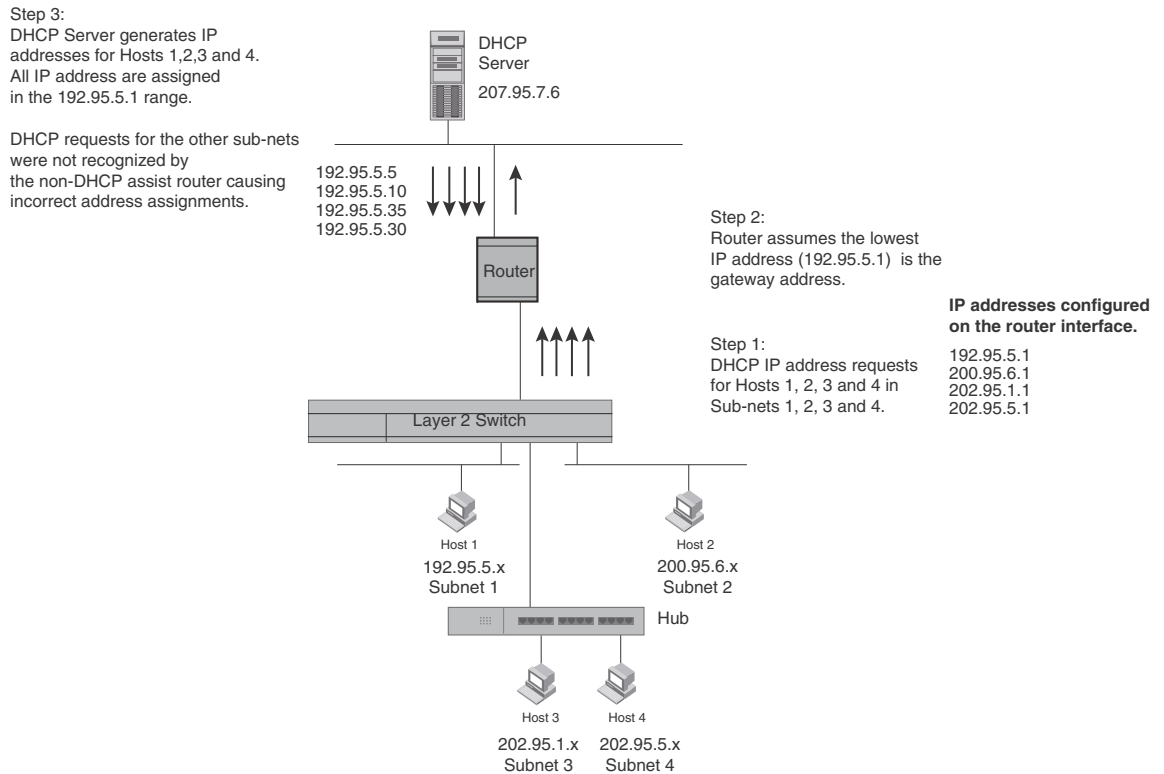 Step 3:
DHCP Server generates IP
addresses for Hosts 1,2,3 and 4.
All IP address are assigned
in the 192.95.5.1 range.
DHCP requests for the other sub-nets
were not recognized by
the non-DHCP assist router causing
incorrect address assignments.
DHCP
Server
207.95.7.6
192.95.5.5
192.95.5.10
192.95.5.35
192.95.5.30
Router
Step 2:
Router assumes the lowest
IP address (192.95.5.1) is the
gateway address.
IP addresses configured
on the router interface.
192.95.5.1
200.95.6.1
202.95.1.1
202.95.5.1
Step 1:
DHCP IP address requests
for Hosts 1, 2, 3 and 4 in
Sub-nets 1, 2, 3 and 4.
Layer 2 Switch
Host 1
192.95.5.x
Subnet 1
Host 2
200.95.6.x
Subnet 2
Hub
Host 3
202.95.1.x
Subnet 3
Host 4
202.95.5.x
Subnet 4